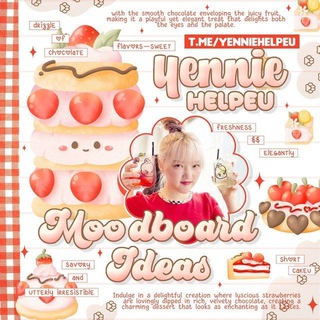 with the smooth chocolate enveloping the juicy fruit,
making it a playful yet elegant treat that delights both
the eyes and the palate.
drizzle
of
chocolate
flavors—sweet
T.ME/YENNIEHELPEU
yennie
HELPEU
FRESHNESS
&&
elegantly
Moodboard
Ideas
savory
and
utterly irresistible
short
cakeu
Indulge in a delightful creation where luscious strawberries
are lovingly dipped in rich, velvety chocolate, creating a
charming dessert that looks as enchanting as it tastes.